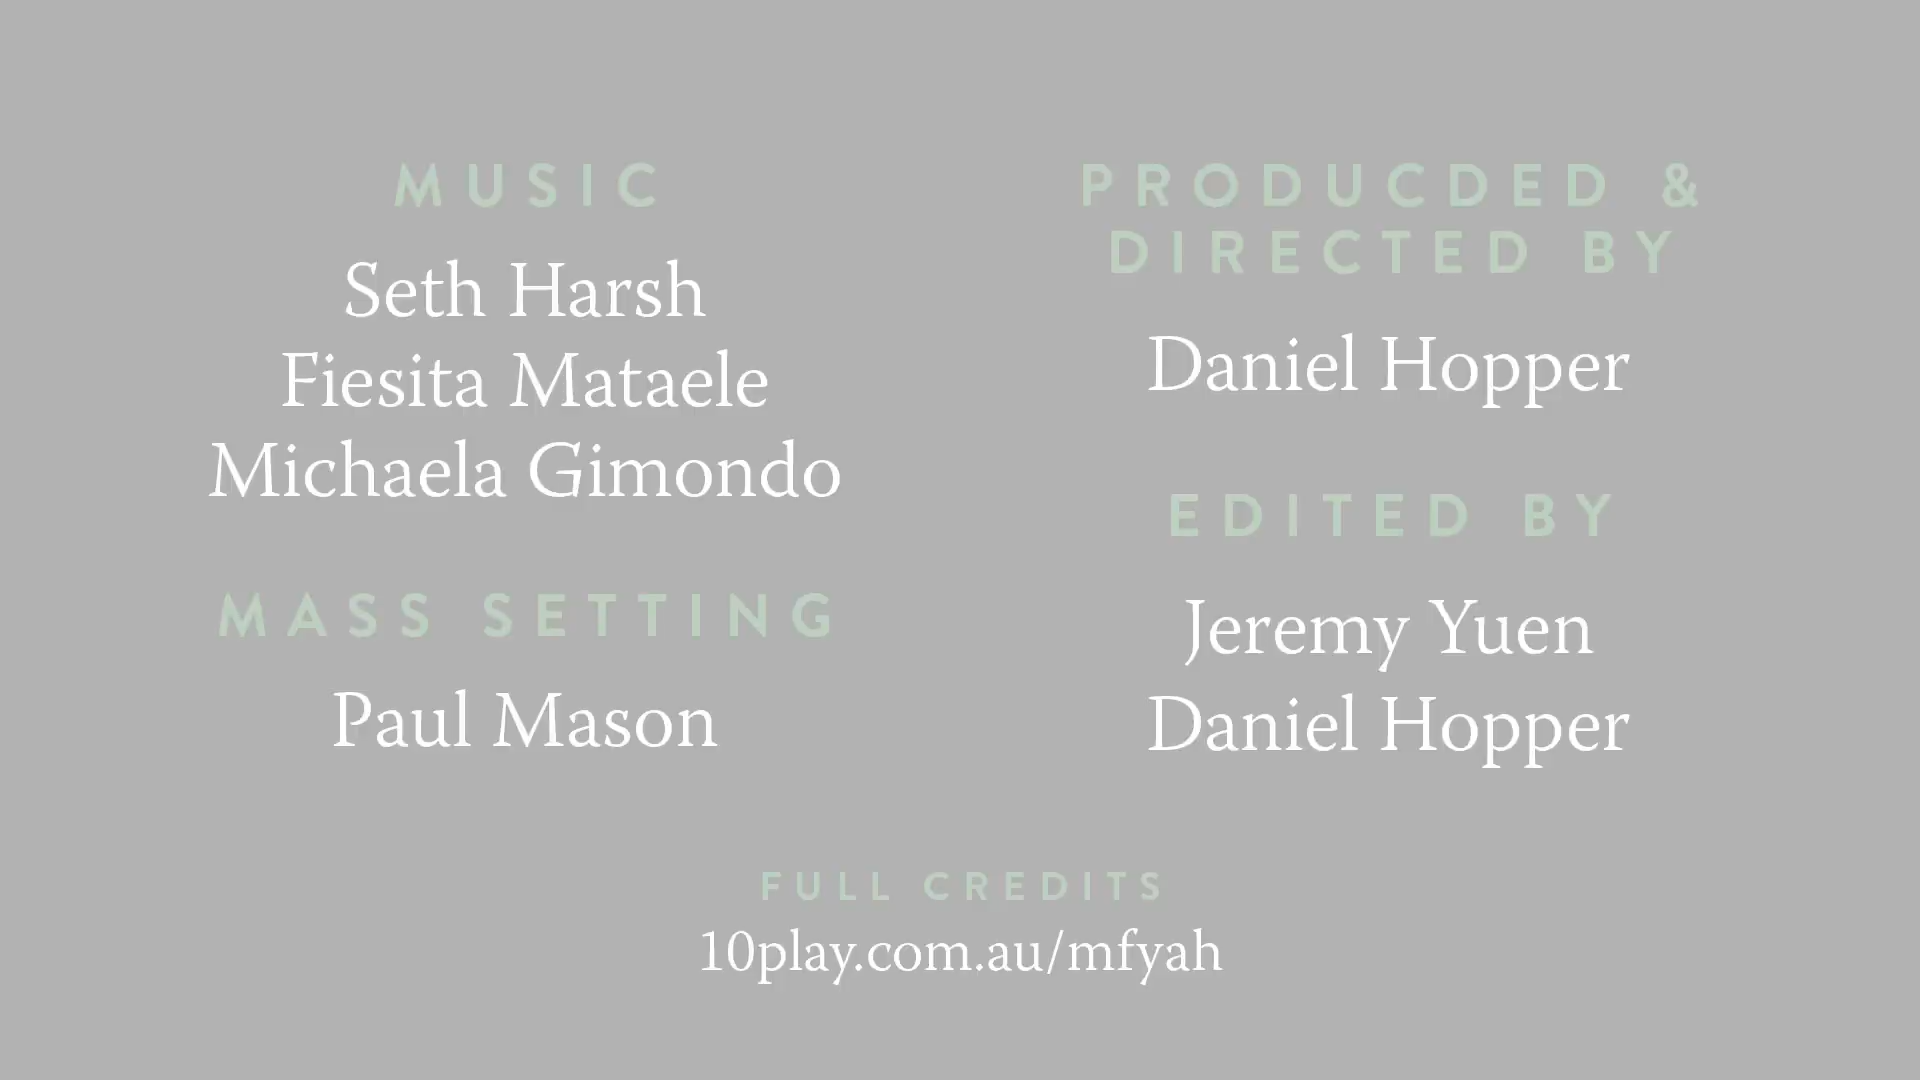 MUSIC
Seth Harsh
Fiesita Mataele
Michaela Gimondo
MASS SETTING
Paul Mason
PRODUCDED &
DIRECTED BY
Daniel Hopper
EDITED BY
Jeremy Yuen
Daniel Hopper
FULL CREDITS
10play.com.au/mfyah